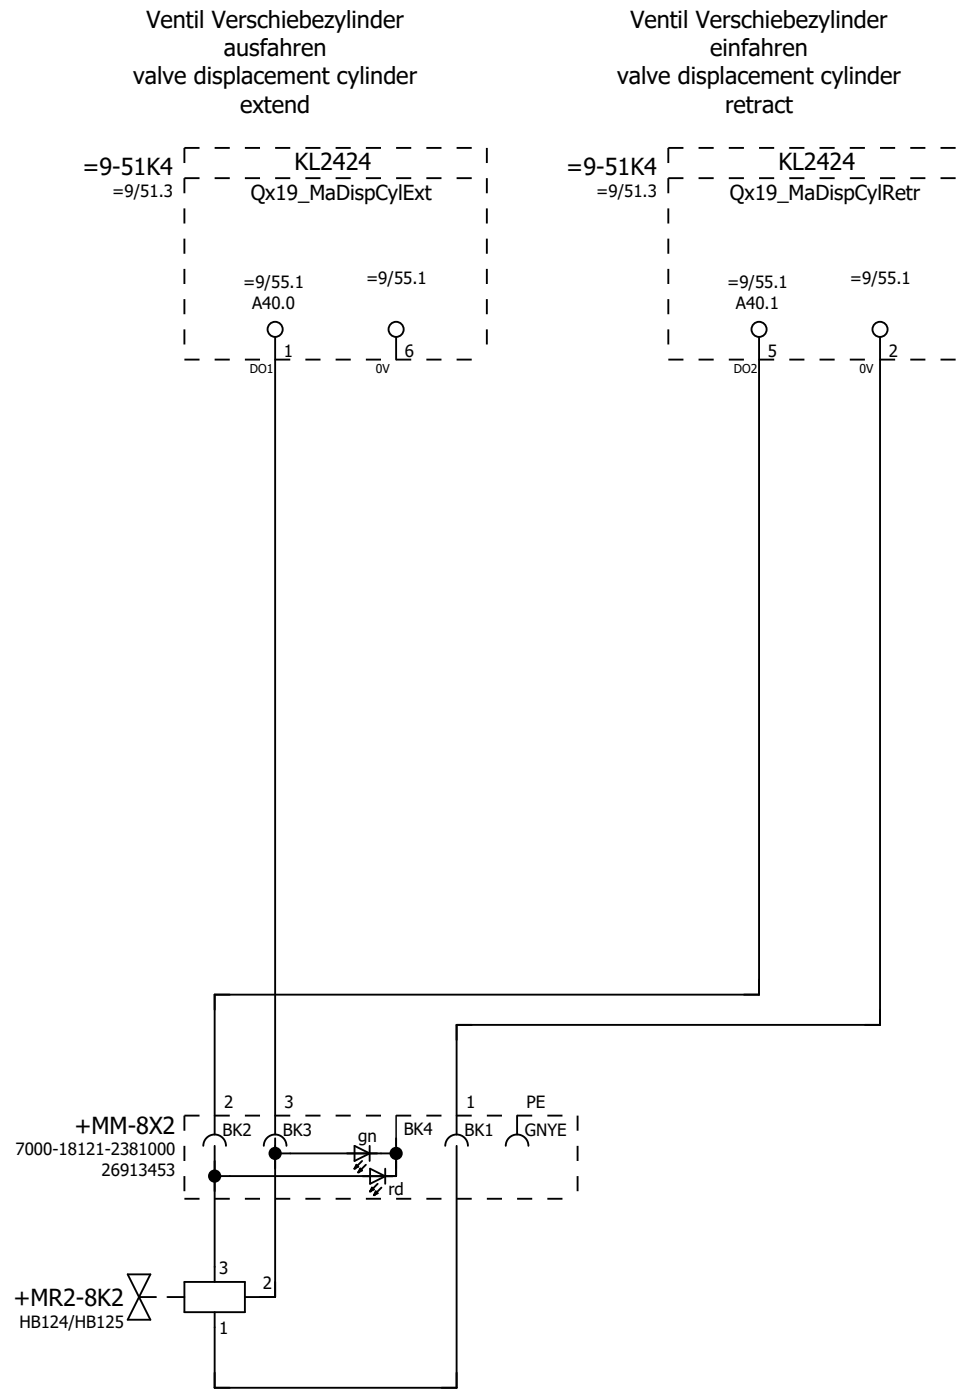 Ventil Verschiebezylinder
ausfahren
valve displacement cylinder
extend
Ventil Verschiebezylinder
einfahren
valve displacement cylinder
retract
=9-51K4
=9/51.3
KL2424
Qx19_MaDispCylExt
=9/55.1
A40.0
=9/55.1
1
6
DO1
0V
=9-51K4
=9/51.3
KL2424
Qx19_MaDispCylRetr
=9/55.1
A40.1
=9/55.1
5
2
DO2
0V
2
3
1
PE
+MM-8X2
7000-18121-2381000
26913453
BK2
BK3
gn
BK4
BK1
GNYE
rd
+MR2-8K2
HB124/HB125
3
2
1